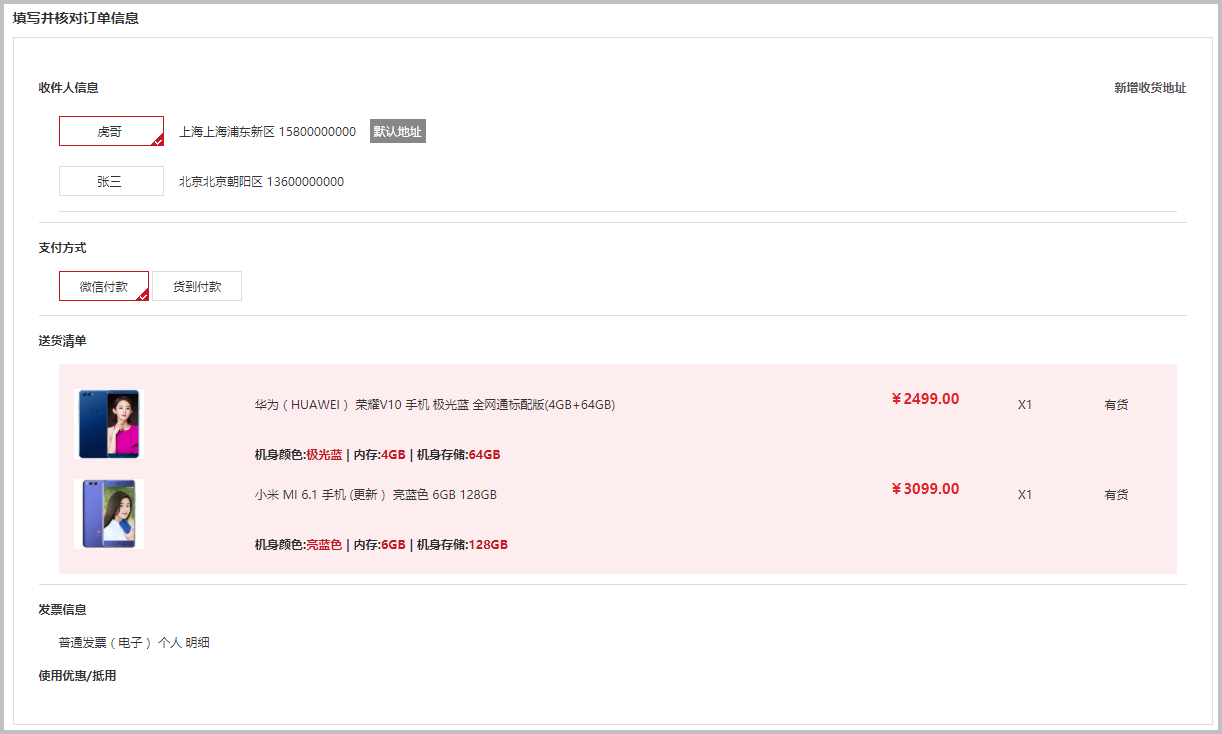 填写并核对订单信息
收件人信息 新增收货地址
虎哥 上海上海浦东新区 15800000000 默认地址
张三 北京北京朝阳区 13600000000
支付方式
微信付款 货到付款
送货清单
华为（HUAWEI ）荣耀V10 手机 极光蓝 全网通标配版(4GB+64GB) ￥2499.00 X1 有货
机身颜色:极光蓝 | 内存:4GB | 机身存储:64GB
小米 MI 6.1 手机 (更新 ） 亮蓝色 6GB 128GB ￥3099.00 X1 有货
机身颜色:亮蓝色 | 内存:6GB | 机身存储:128GB
发票信息
普通发票（电子 ）个人 明细
使用优惠/抵用